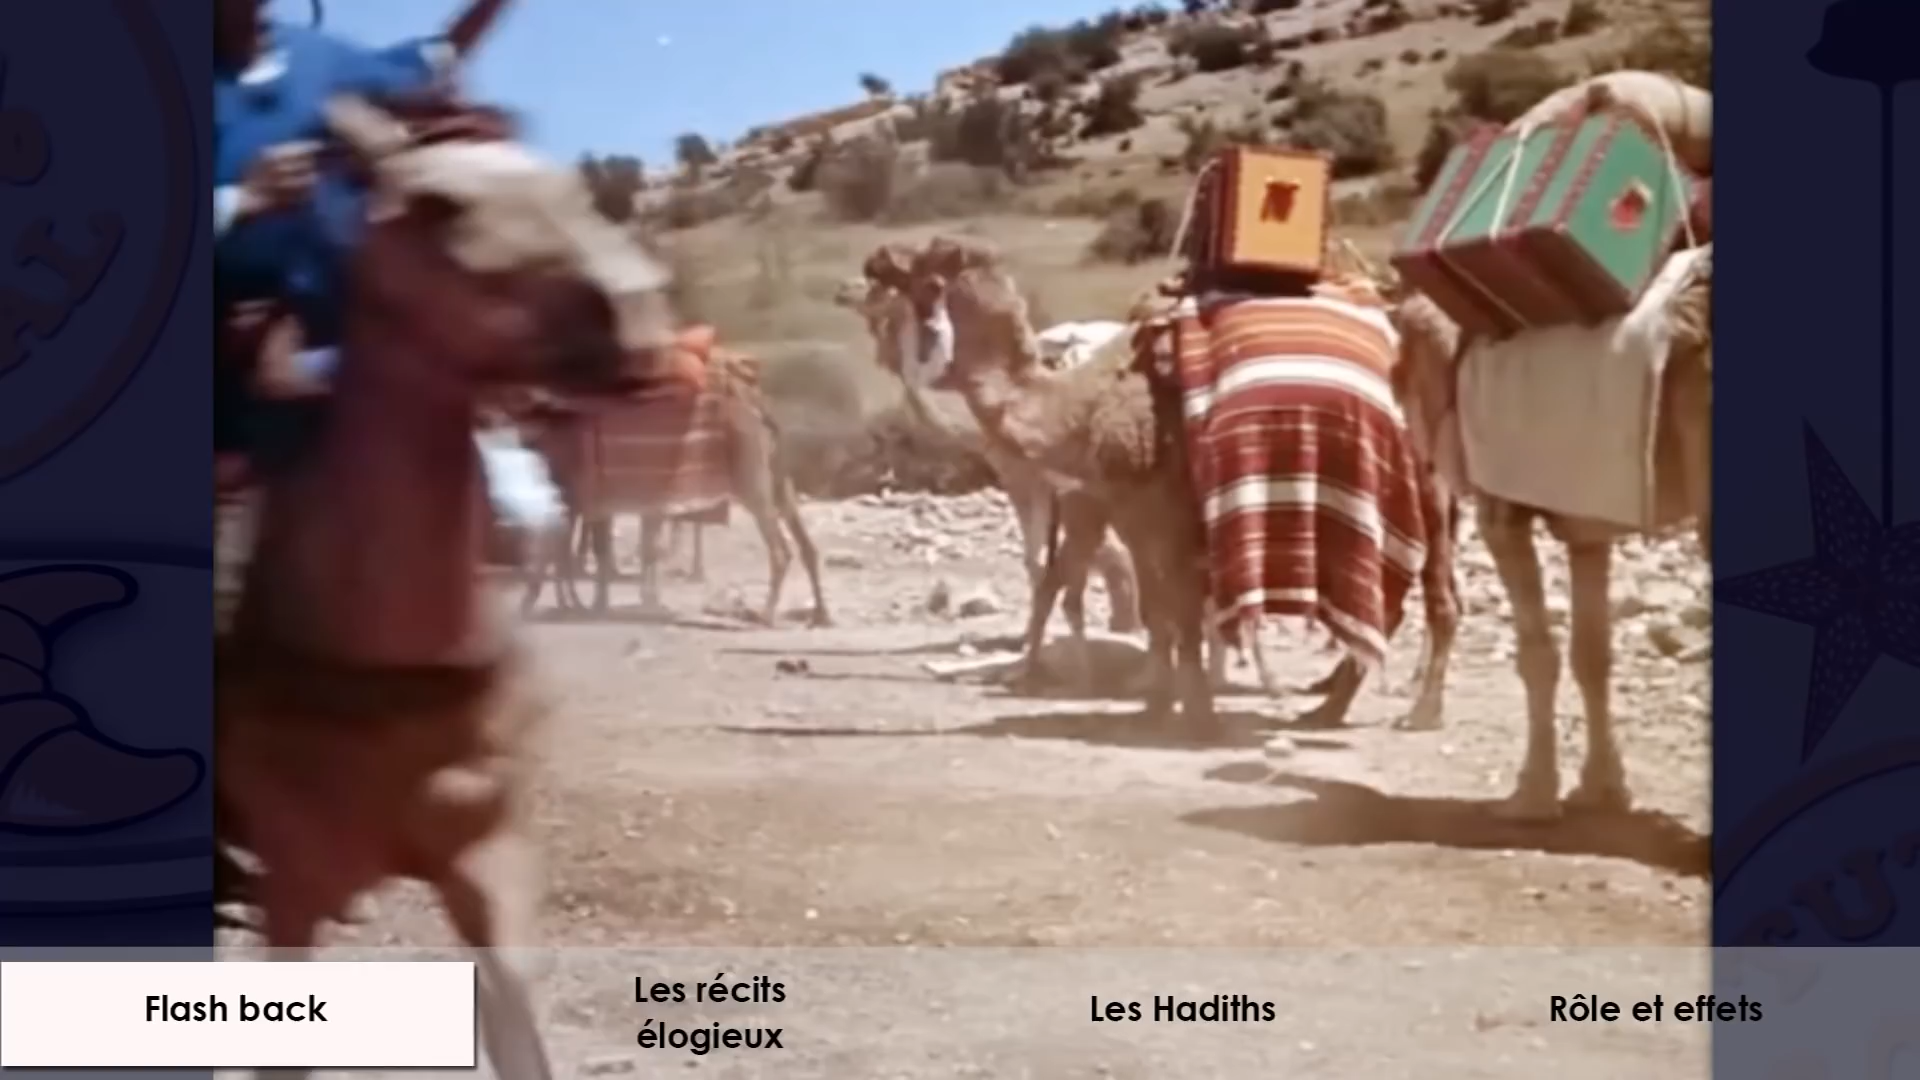 Flash back
Les récits
élogieux
Les Hadiths
Rôle et effets